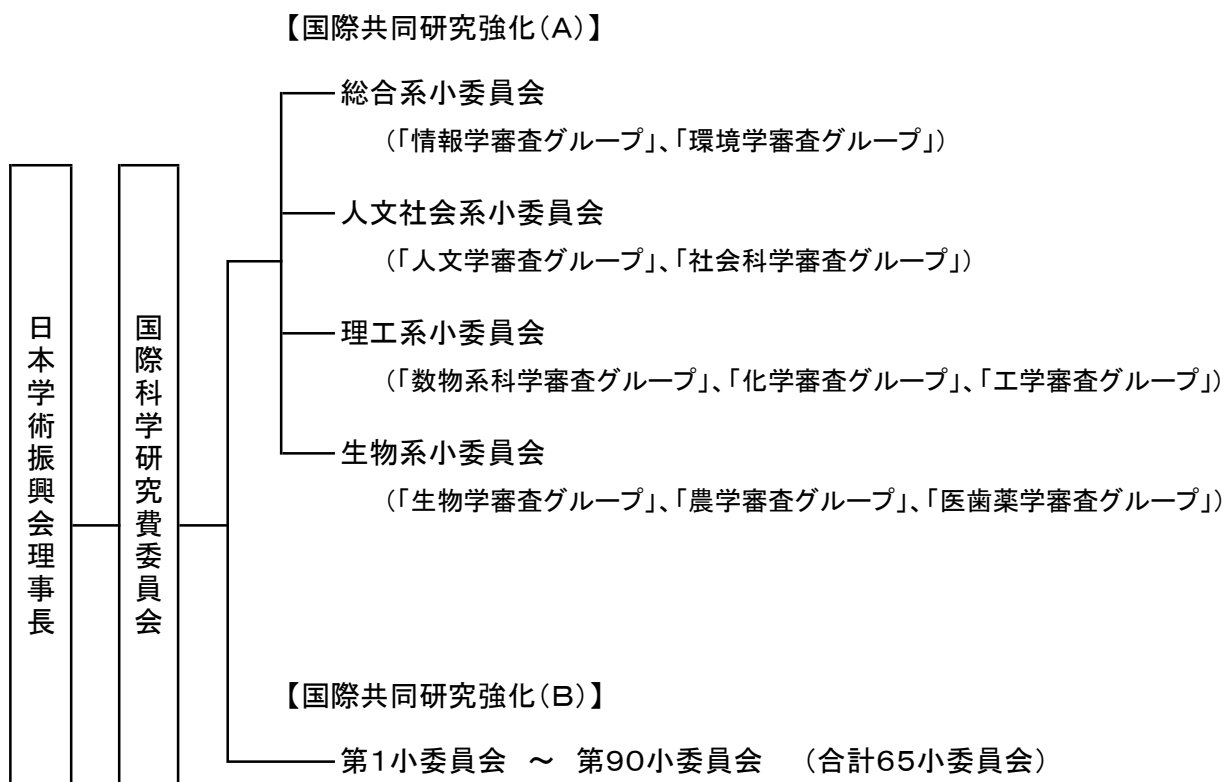 【国際共同研究強化(A)】
総合系小委員会
(「情報学審査グループ」、「環境学審査グループ」)
人文社会系小委員会
(「人文学審査グループ」、「社会科学審査グループ」)
理工系小委員会
(「数物系科学審査グループ」、「化学審査グループ」、「工学審査グループ」)
生物系小委員会
(「生物学審査グループ」、「農学審査グループ」、「医歯薬学審査グループ」)
日本学術振興会理事長
国際科学研究費委員会
【国際共同研究強化(B)】
第1小委員会 ~ 第90小委員会 (合計65小委員会)